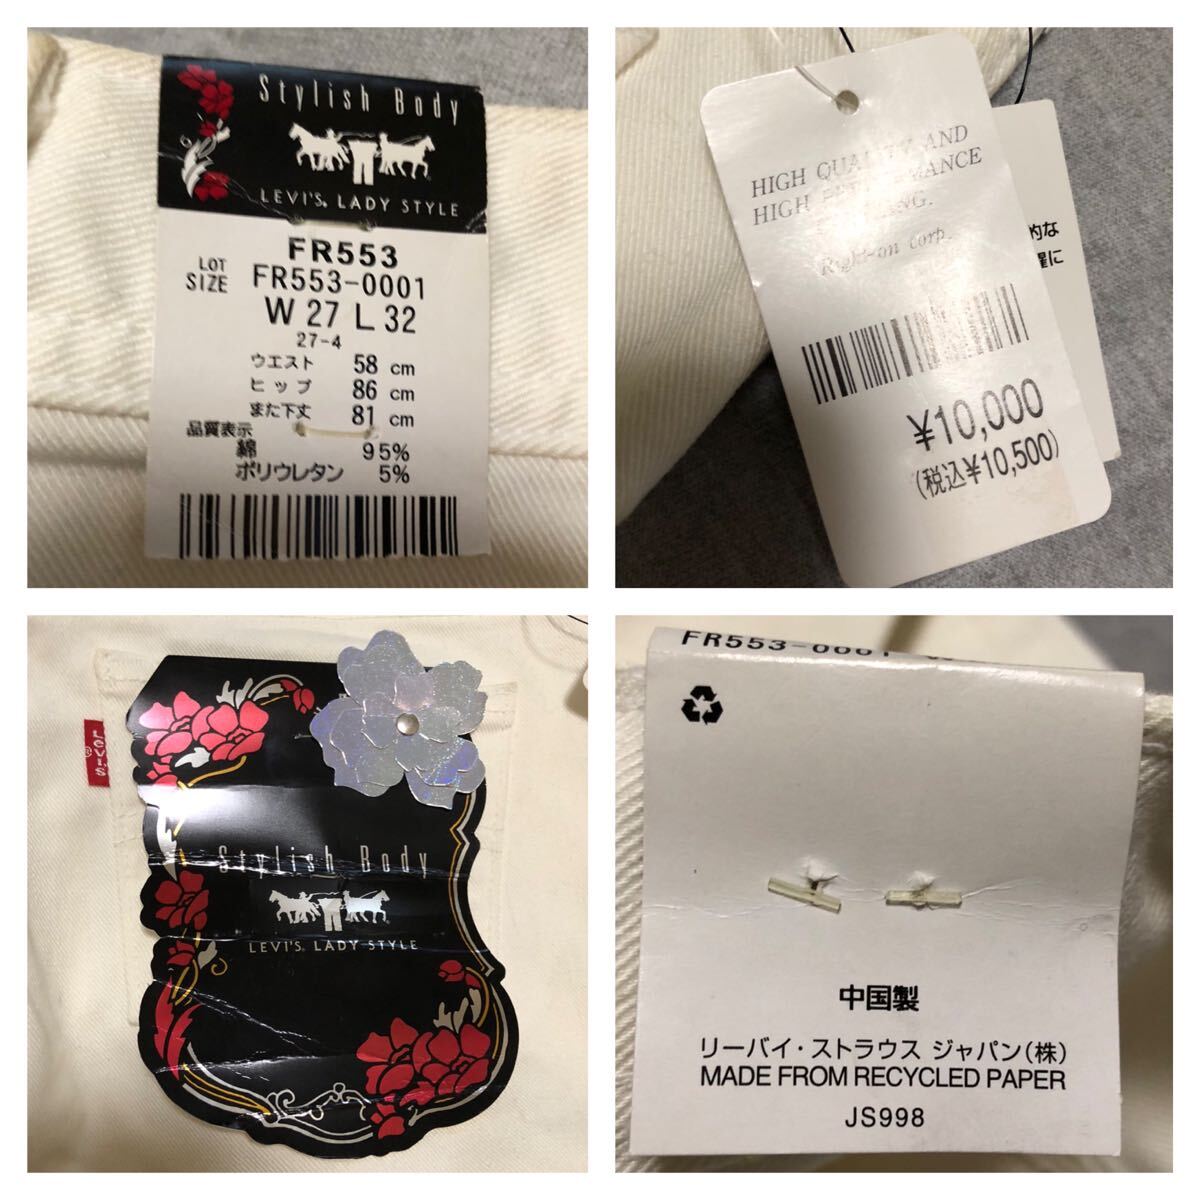 Stylish Body
LEVI'S® LADY STYLE
FR553
LOT FR553-0001
SIZE W 27 L 32
27-4
ウエスト 58 cm
ヒップ 86 cm
また下丈 81 cm
品質表示
綿 95%
ポリウレタン 5%
HIGH QUALITY AND
HIGH PERFORMANCE
Right-on corp.
¥10,000
(税込¥10,500)
的な
LEVI'S
®
Stylish Body
LEVI'S® LADY STYLE
FR553-0001
中国製
リーバイ・ストラウス ジャパン(株)
MADE FROM RECYCLED PAPER
JS998